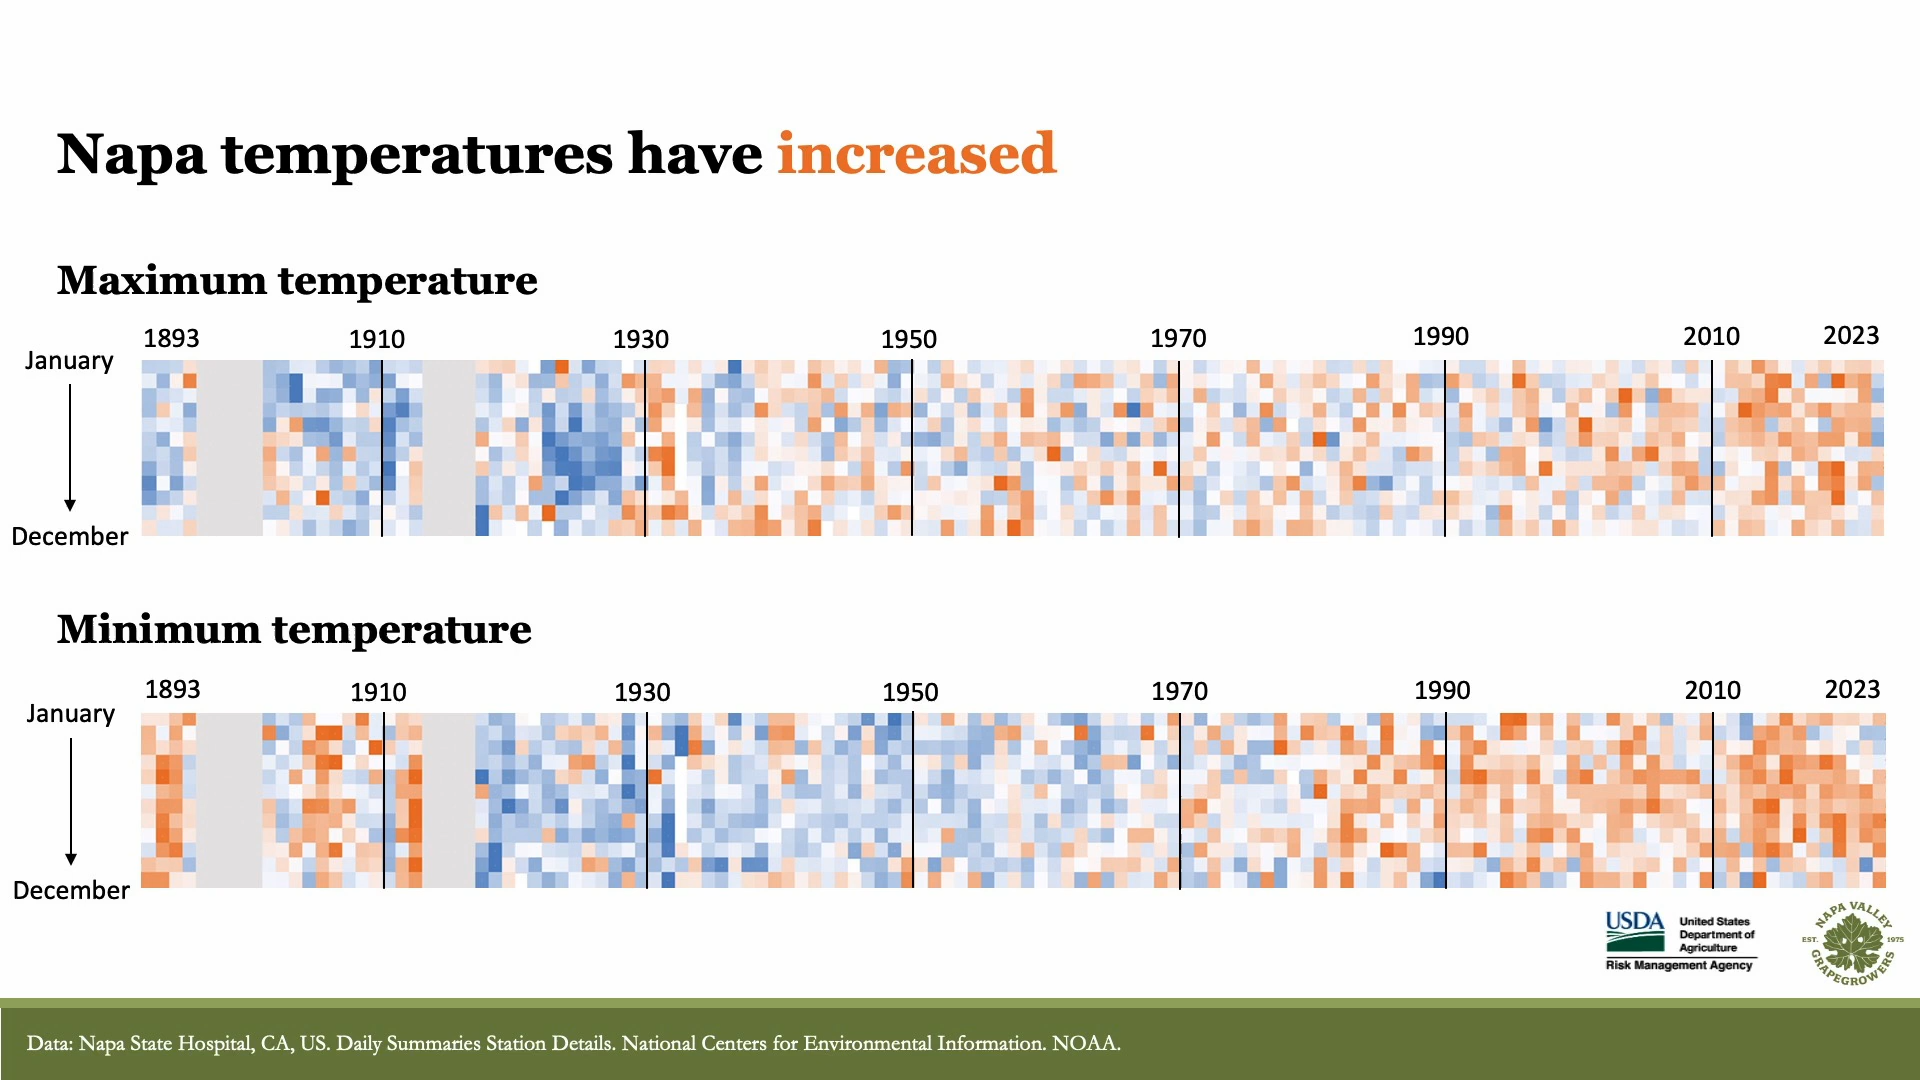 Napa temperatures have increased
Maximum temperature
1893 1910 1930 1950 1970 1990 2010 2023
January
December
Minimum temperature
1893 1910 1930 1950 1970 1990 2010 2023
January
December
USDA
United States
Department of
Agriculture
Risk Management Agency
NAPA VALLEY
EST. 1975
GRAPEGROWERS
Data: Napa State Hospital, CA, US. Daily Summaries Station Details. National Centers for Environmental Information. NOAA.